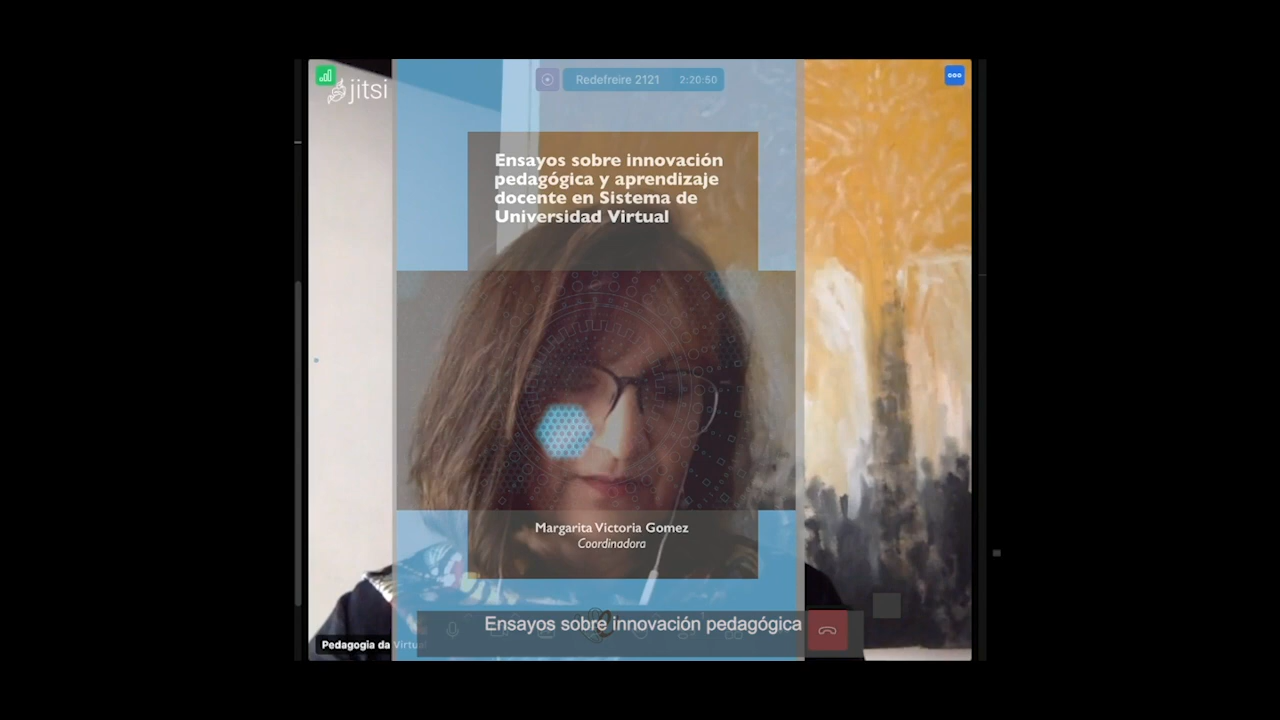 jitsi
Redefreire 2121 2:20:50
Ensayos sobre innovación
pedagógica y aprendizaje
docente en Sistema de
Universidad Virtual
Margarita Victoria Gomez
Coordinadora
Ensayos sobre innovación pedagógica
Pedagogia da Virtu